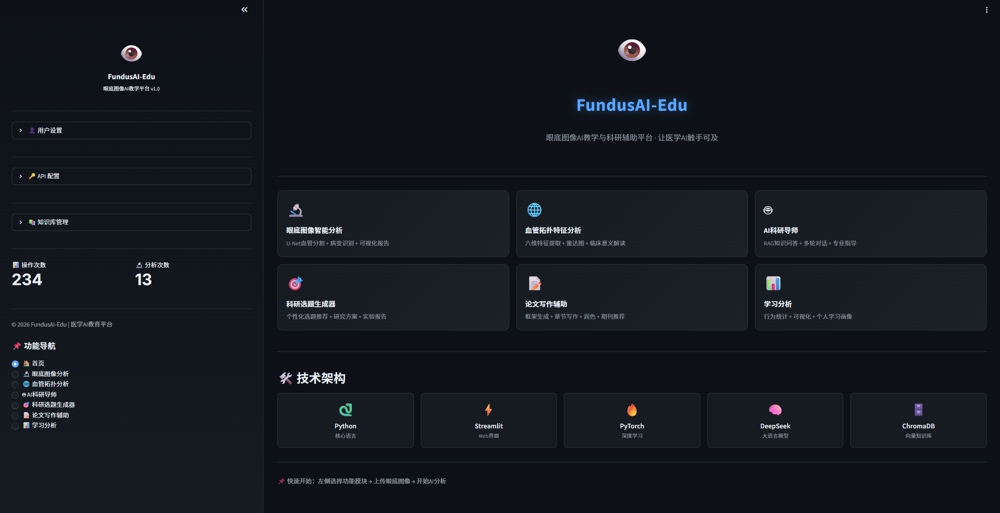 FundusAI-Edu
眼底图像AI教学平台 v1.0
用户设置
API 配置
知识库管理
操作次数
234
分析次数
13
© 2026 FundusAI-Edu | 医学AI教育平台
功能导航
首页
眼底图像分析
血管拓扑分析
AI科研导师
科研选题生成器
论文写作辅助
学习分析
FundusAI-Edu
眼底图像AI教学与科研辅助平台 · 让医学AI触手可及
眼底图像智能分析
U-Net血管分割 + 病变识别 + 可视化报告
血管拓扑特征分析
六维特征提取 + 雷达图 + 临床意义解读
AI科研导师
RAG知识问答 + 多轮对话 + 专业指导
科研选题生成器
个性化选题推荐 + 研究方案 + 实验报告
论文写作辅助
框架生成 + 章节写作 + 润色 + 期刊推荐
学习分析
行为统计 + 可视化 + 个人学习画像
技术架构
Python
核心语言
Streamlit
Web界面
PyTorch
深度学习
DeepSeek
大语言模型
ChromaDB
向量知识库
快速开始：左侧选择功能模块 → 上传眼底图像 → 开始AI分析